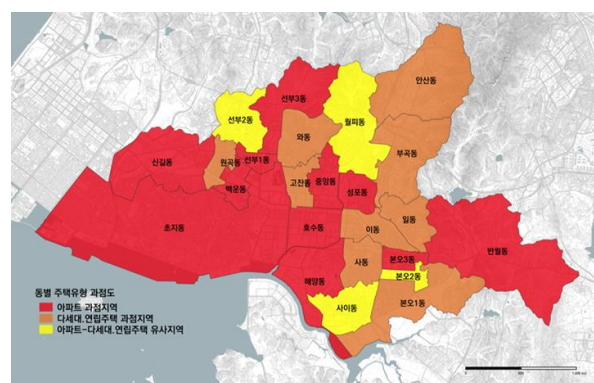 안산동
선부3동
선부2동
월피동
와동
부곡동
신길동
원곡동
선부1동
백운동
고잔동
중앙동
성포동
초지동
호수동
이동
일동
반월동
사동
본오3동
본오2동
해양동
사이동
본오1동
동별 주택유형 과점도
아파트 과점지역
다세대.연립주택 과점지역
아파트-다세대.연립주택 유사지역